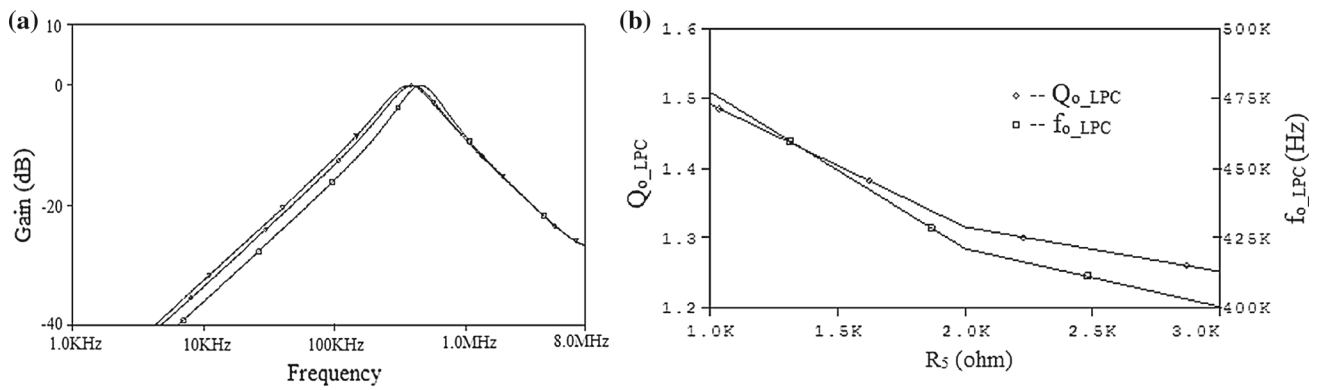 (a)
10
0
-20
-40
Gain (dB)
1.0KHz
10KHz
100KHz
1.0MHz
8.0MHz
Frequency
(b)
1.6
1.5
1.4
1.3
1.2
Qo_LPC
500K
475K
450K
425K
400K
fo_LPC (Hz)
-- Qo_LPC
-- fo_LPC
1.0K
1.5K
2.0K
2.5K
3.0K
R5 (ohm)